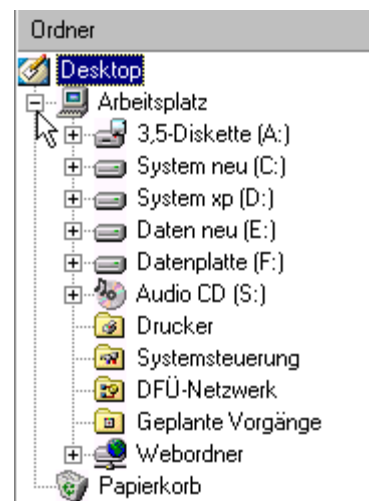 Ordner
Desktop
Arbeitsplatz
3,5-Diskette (A:)
System neu (C:)
System xp (D:)
Daten neu (E:)
Datenplatte (F:)
Audio CD (S:)
Drucker
Systemsteuerung
DFÜ-Netzwerk
Geplante Vorgänge
Webordner
Papierkorb